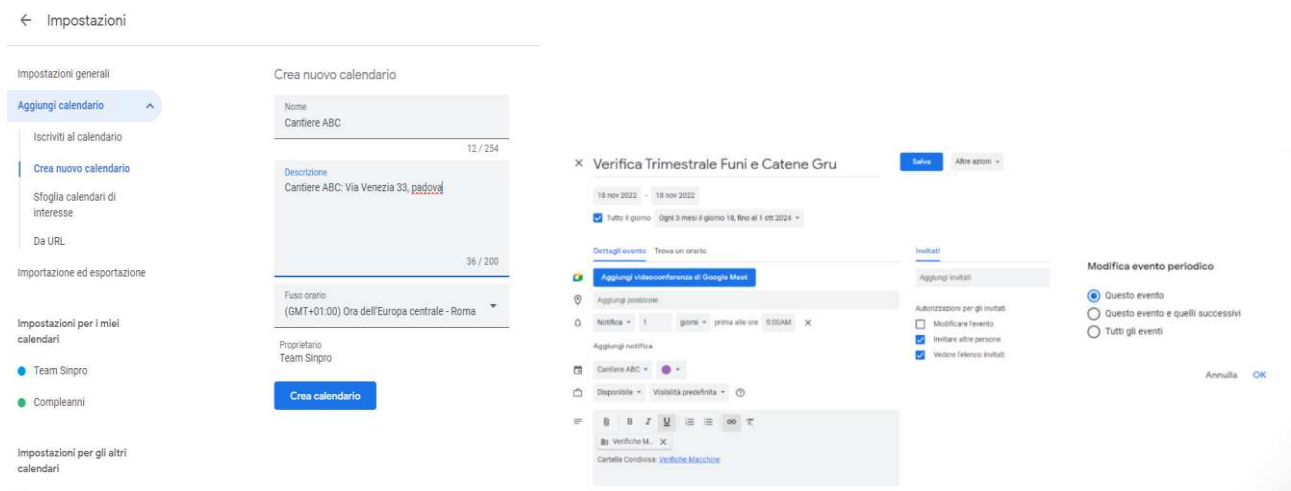 ← Impostazioni
Impostazioni generali
Aggiungi calendario
Iscriviti al calendario
Crea nuovo calendario
Sfoglia calendari di
interesse
Da URL
Importazione ed esportazione
Impostazioni per i miei
calendari
Team Sinpro
Compleanni
Impostazioni per gli altri
calendari
Crea nuovo calendario
Nome
Cantiere ABC
12 / 254
Descrizione
Cantiere ABC: Via Venezia 33, padova
36 / 200
Fuso orario
(GMT+01:00) Ora dell'Europa centrale - Roma
Proprietario
Team Sinpro
Crea calendario
× Verifica Trimestrale Funi e Catene Gru
Salva Altre azioni
18 nov 2022 - 18 nov 2022
Tutto il giorno Ogni 3 mesi il giorno 18, fino al 1 ott 2024
Dettagli evento Trova un orario
Aggiungi videoconferenza di Google Meet
Aggiungi posizione
Notifica 1 giorni prima alle ore 9:00AM ×
Aggiungi notifica
Cantiere ABC
Disponibile Visibilità predefinita ?
B I U
Verifiche M.. ×
Cartella Condivisa: Verifiche Macchine
Invitati
Aggiungi invitati
Autorizzazioni per gli invitati
Modificare l'evento
Invitare altre persone
Vedere l'elenco invitati
Modifica evento periodico
Questo evento
Questo evento e quelli successivi
Tutti gli eventi
Annulla OK